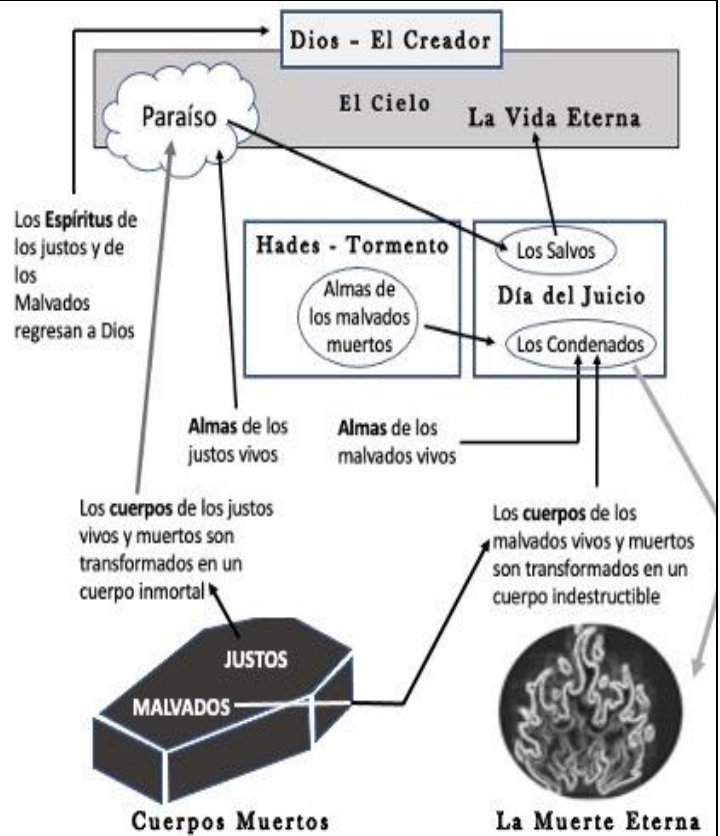 Dios - El Creador
El Cielo
Paraíso
La Vida Eterna
Los Espíritus de
los justos y de
los
Malvados
regresan a Dios
Hades - Tormento
Almas de
los malvados
muertos
Los Salvos
Día del Juicio
Los Condenados
Almas de los
justos vivos
Almas de los
malvados vivos
Los cuerpos de los justos
vivos y muertos son
transformados en un
cuerpo inmortal
Los cuerpos de los
malvados vivos y muertos
son transformados en un
cuerpo indestructible
JUSTOS
MALVADOS
Cuerpos Muertos
La Muerte Eterna